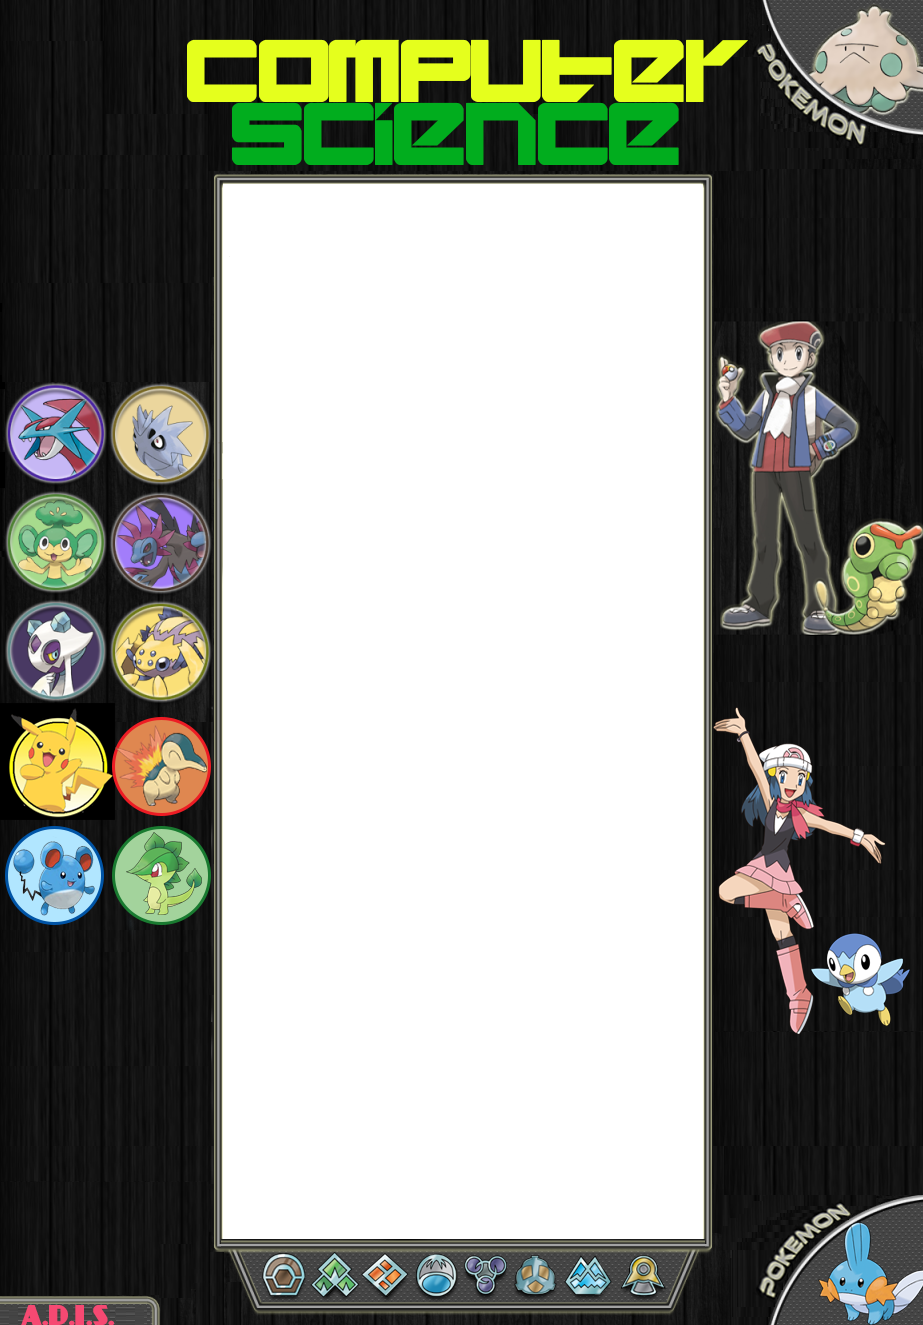 Computer
Science
POKEMON
POKEMON
A.D.I.S.